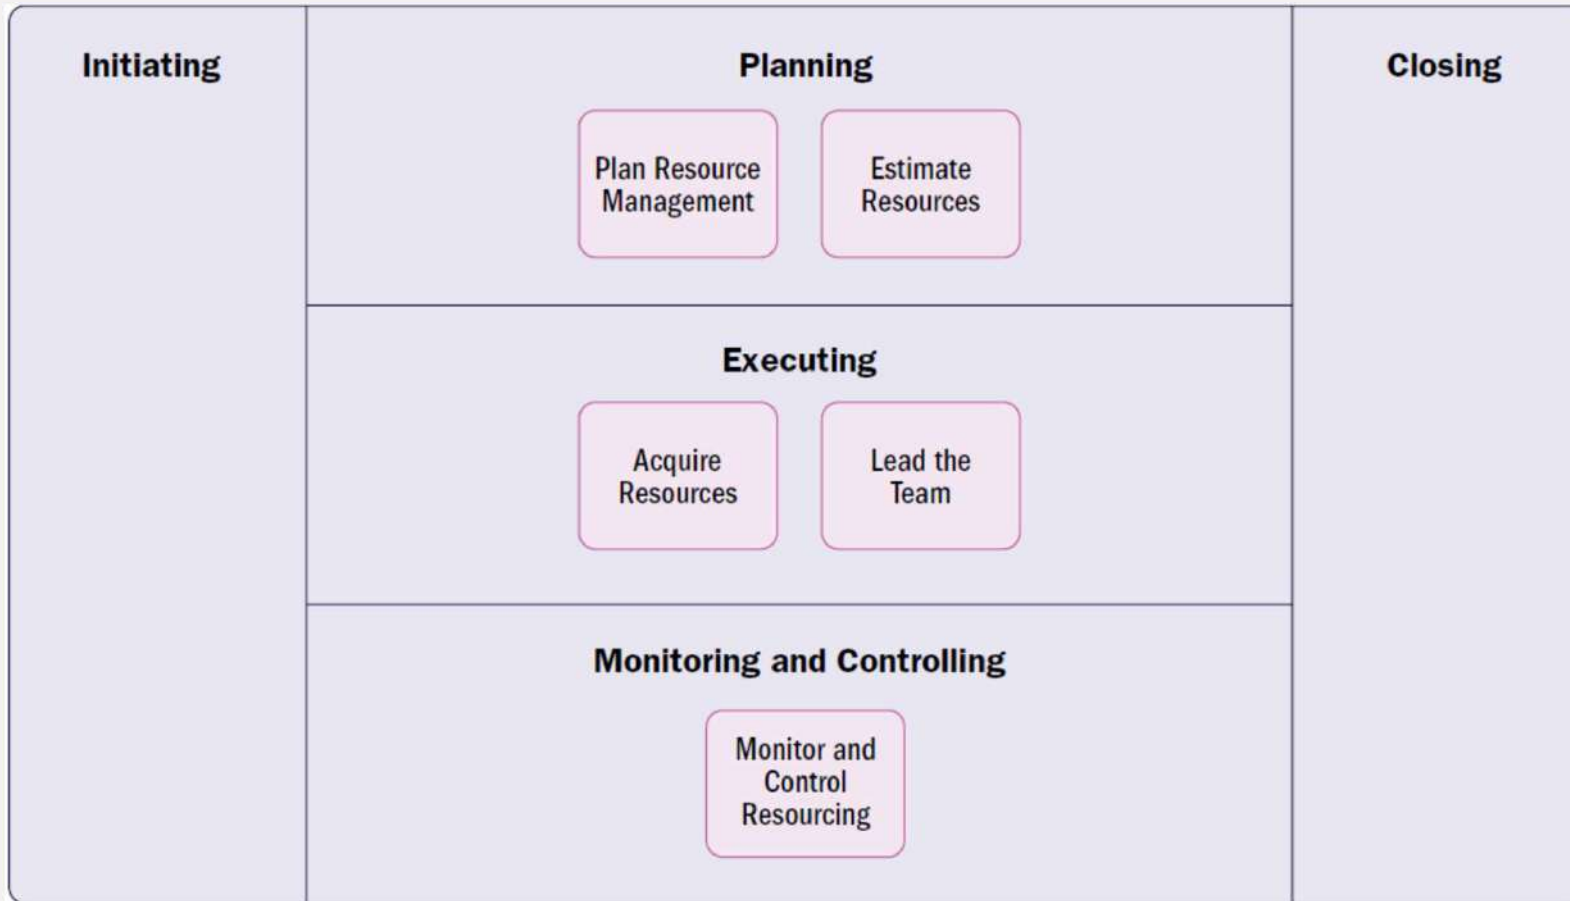 Initiating
Planning
Closing
Plan Resource
Management
Estimate
Resources
Executing
Acquire
Resources
Lead the
Team
Monitoring and Controlling
Monitor and
Control
Resourcing